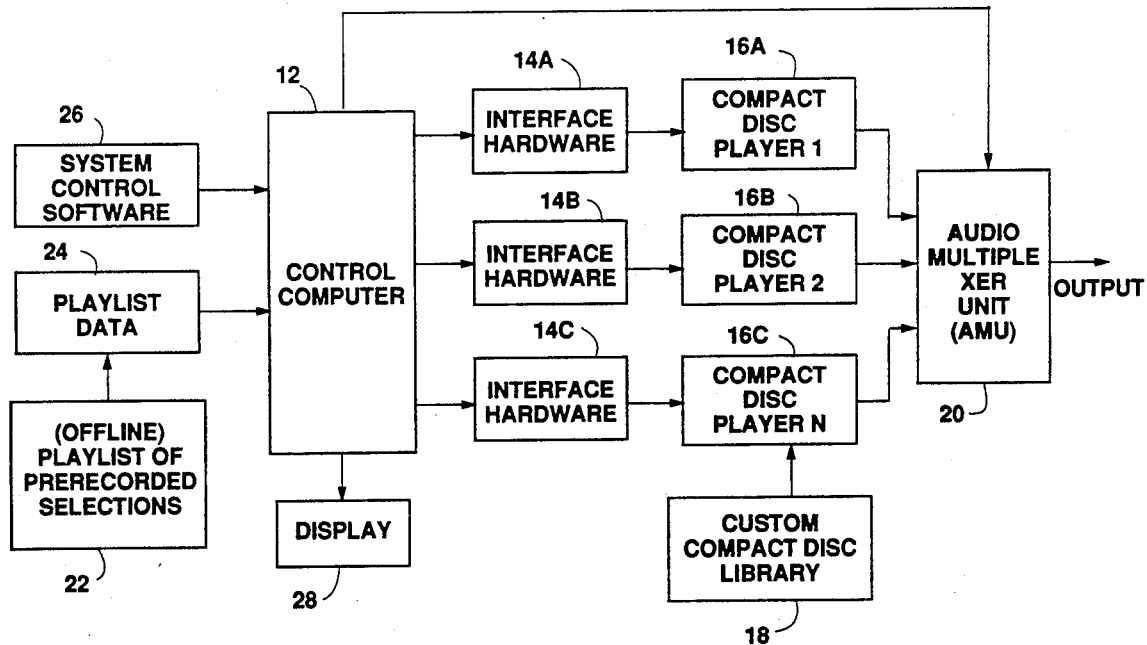 12
14A
16A
26
SYSTEM
CONTROL
SOFTWARE
INTERFACE
HARDWARE
COMPACT
DISC
PLAYER 1
14B
16B
24
PLAYLIST
DATA
CONTROL
COMPUTER
INTERFACE
HARDWARE
COMPACT
DISC
PLAYER 2
AUDIO
MULTIPLE
XER
UNIT
(AMU)
OUTPUT
14C
16C
INTERFACE
HARDWARE
COMPACT
DISC
PLAYER N
20
(OFFLINE)
PLAYLIST OF
PRERECORDED
SELECTIONS
22
DISPLAY
28
CUSTOM
COMPACT DISC
LIBRARY
18